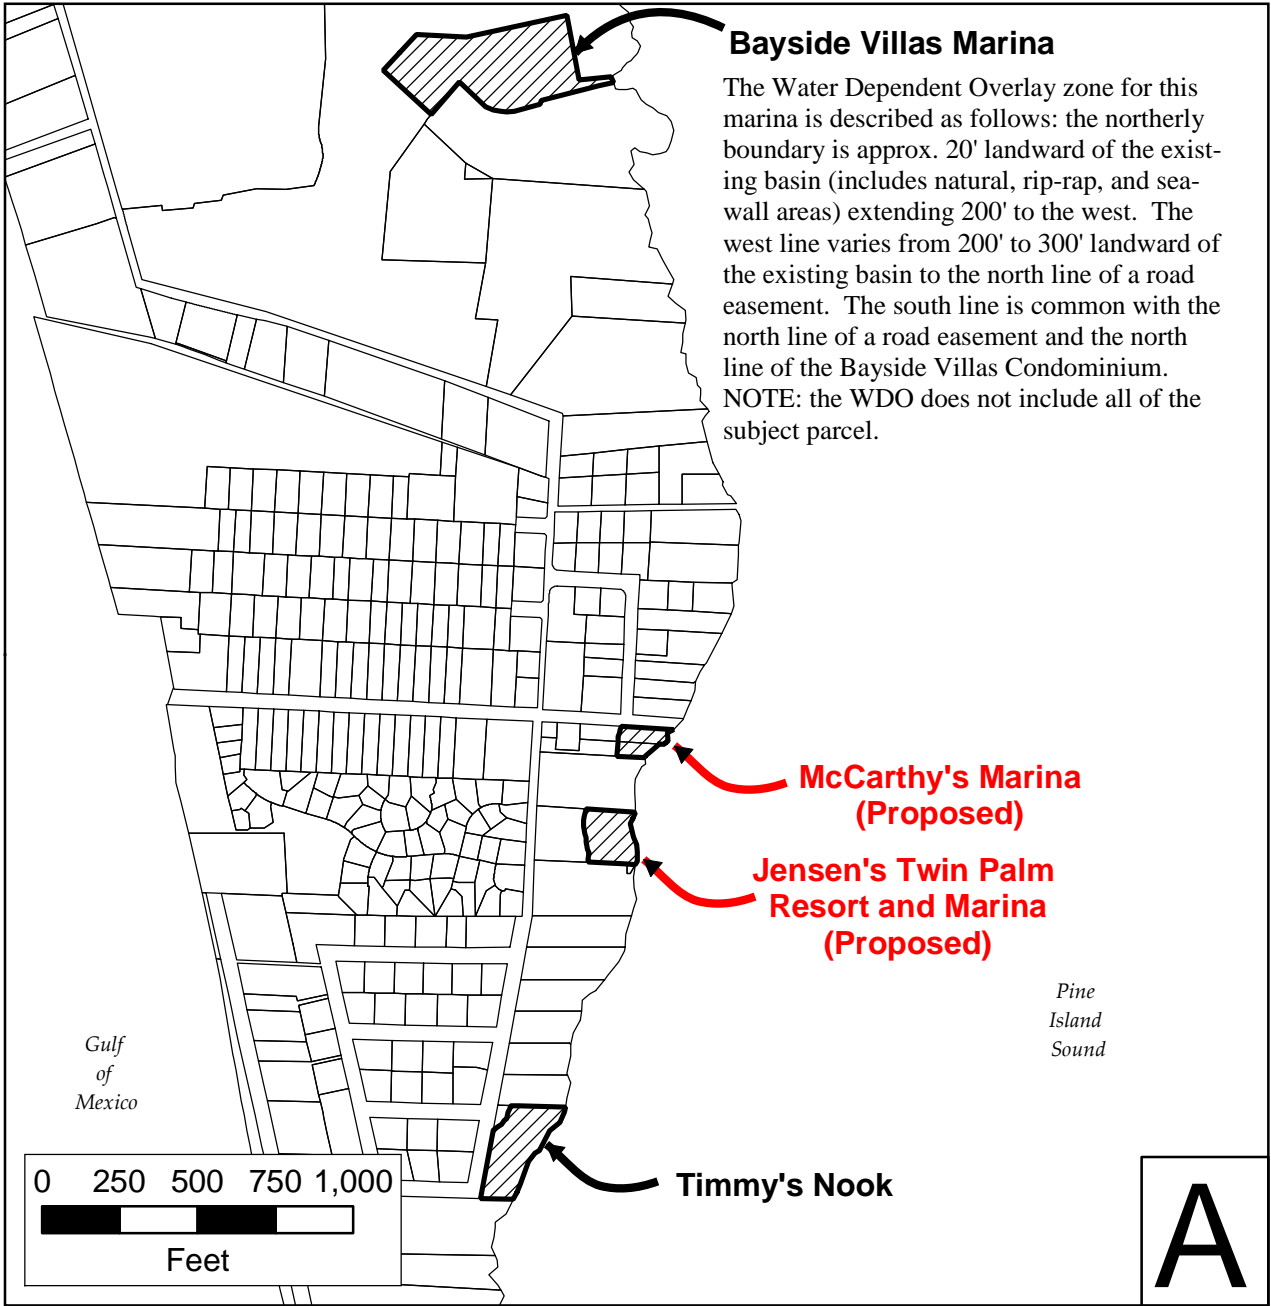 Bayside Villas Marina
The Water Dependent Overlay zone for this
marina is described as follows: the northerly
boundary is approx. 20' landward of the exist-
ing basin (includes natural, rip-rap, and sea-
wall areas) extending 200' to the west.  The
west line varies from 200' to 300' landward of
the existing basin to the north line of a road
easement.  The south line is common with the
north line of a road easement and the north
line of the Bayside Villas Condominium.
NOTE: the WDO does not include all of the
subject parcel.
McCarthy's Marina
(Proposed)
Jensen's Twin Palm
Resort and Marina
(Proposed)
Pine
Island
Sound
Gulf
of
Mexico
Timmy's Nook
0 250 500 750 1,000
Feet
A